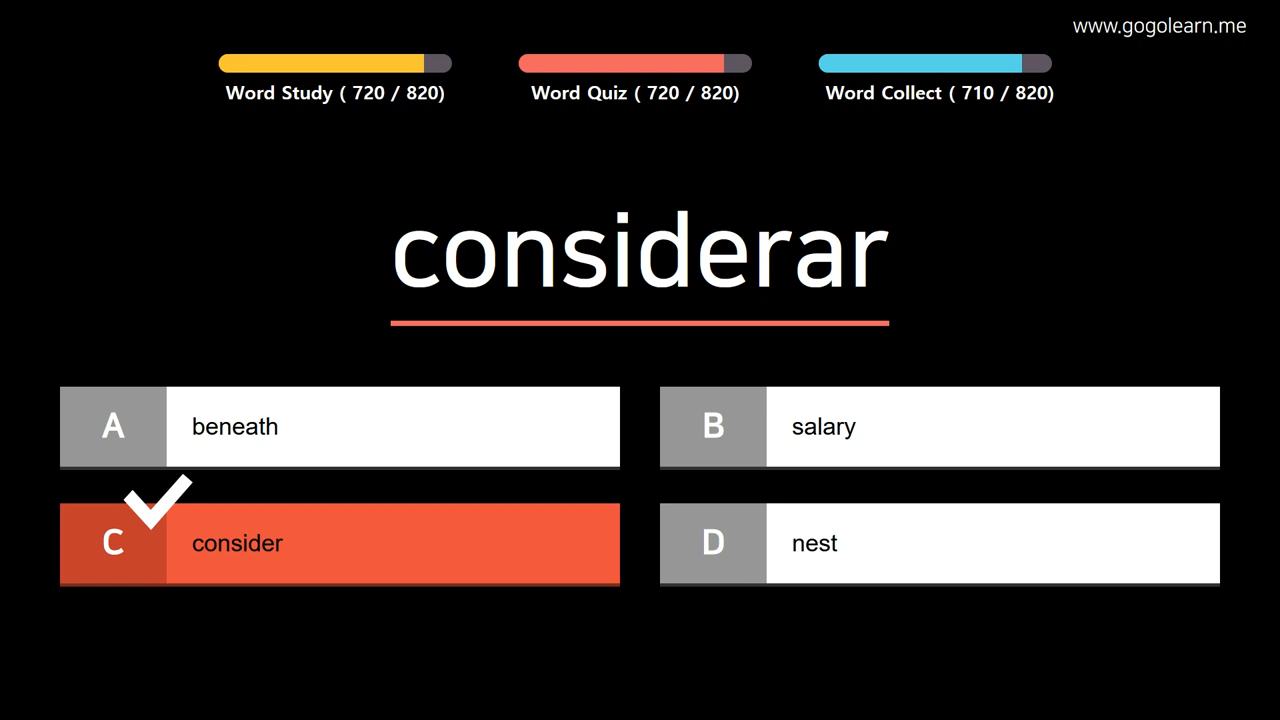 www.gogolearn.me
Word Study ( 720 / 820)
Word Quiz ( 720 / 820)
Word Collect ( 710 / 820)
considerar
A
beneath
B
salary
C
consider
D
nest